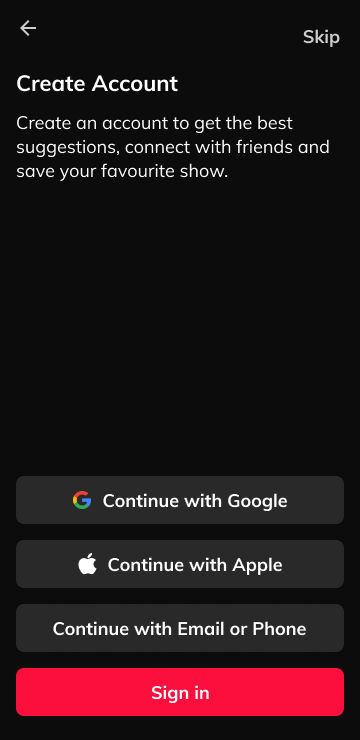 Skip
Create Account
Create an account to get the best
suggestions, connect with friends and
save your favourite show.
Continue with Google
Continue with Apple
Continue with Email or Phone
Sign in